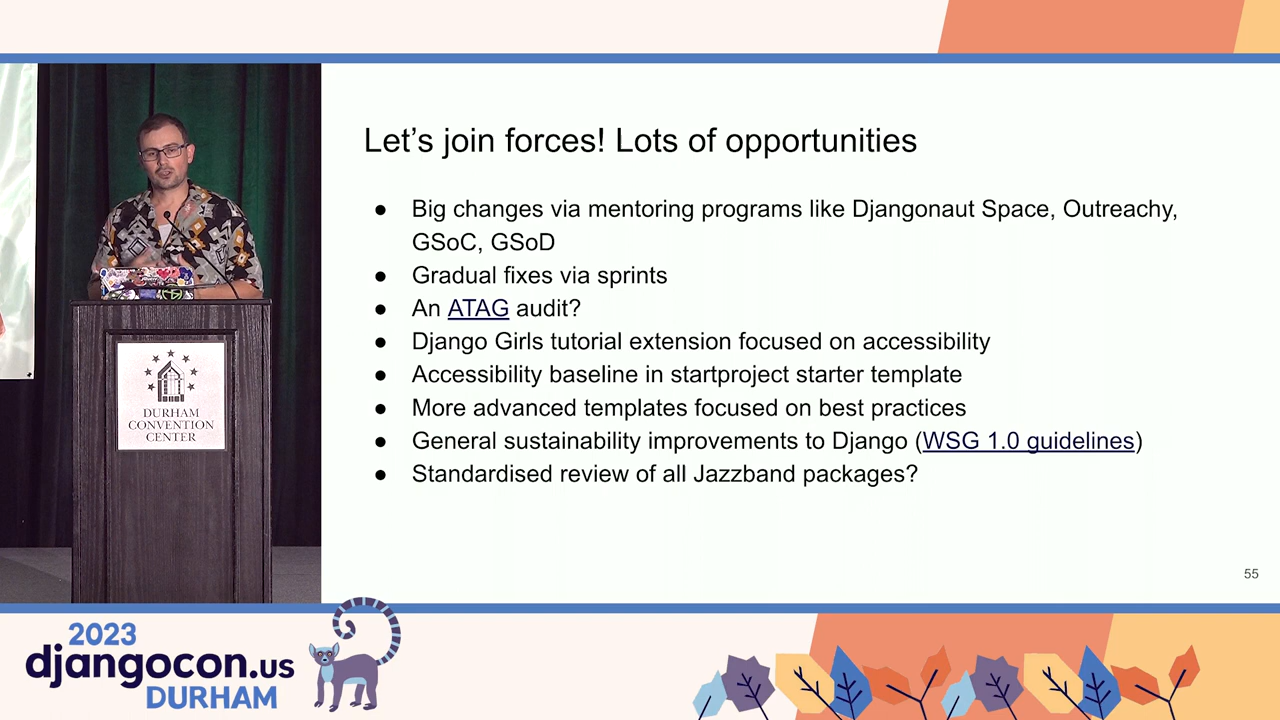 Let’s join forces! Lots of opportunities
● Big changes via mentoring programs like Djangonaut Space, Outreachy,
GSoC, GSoD
● Gradual fixes via sprints
● An ATAG audit?
● Django Girls tutorial extension focused on accessibility
● Accessibility baseline in startproject starter template
● More advanced templates focused on best practices
● General sustainability improvements to Django (WSG 1.0 guidelines)
● Standardised review of all Jazzband packages?
55
DURHAM
CONVENTION
CENTER
2023
djangocon.us
DURHAM